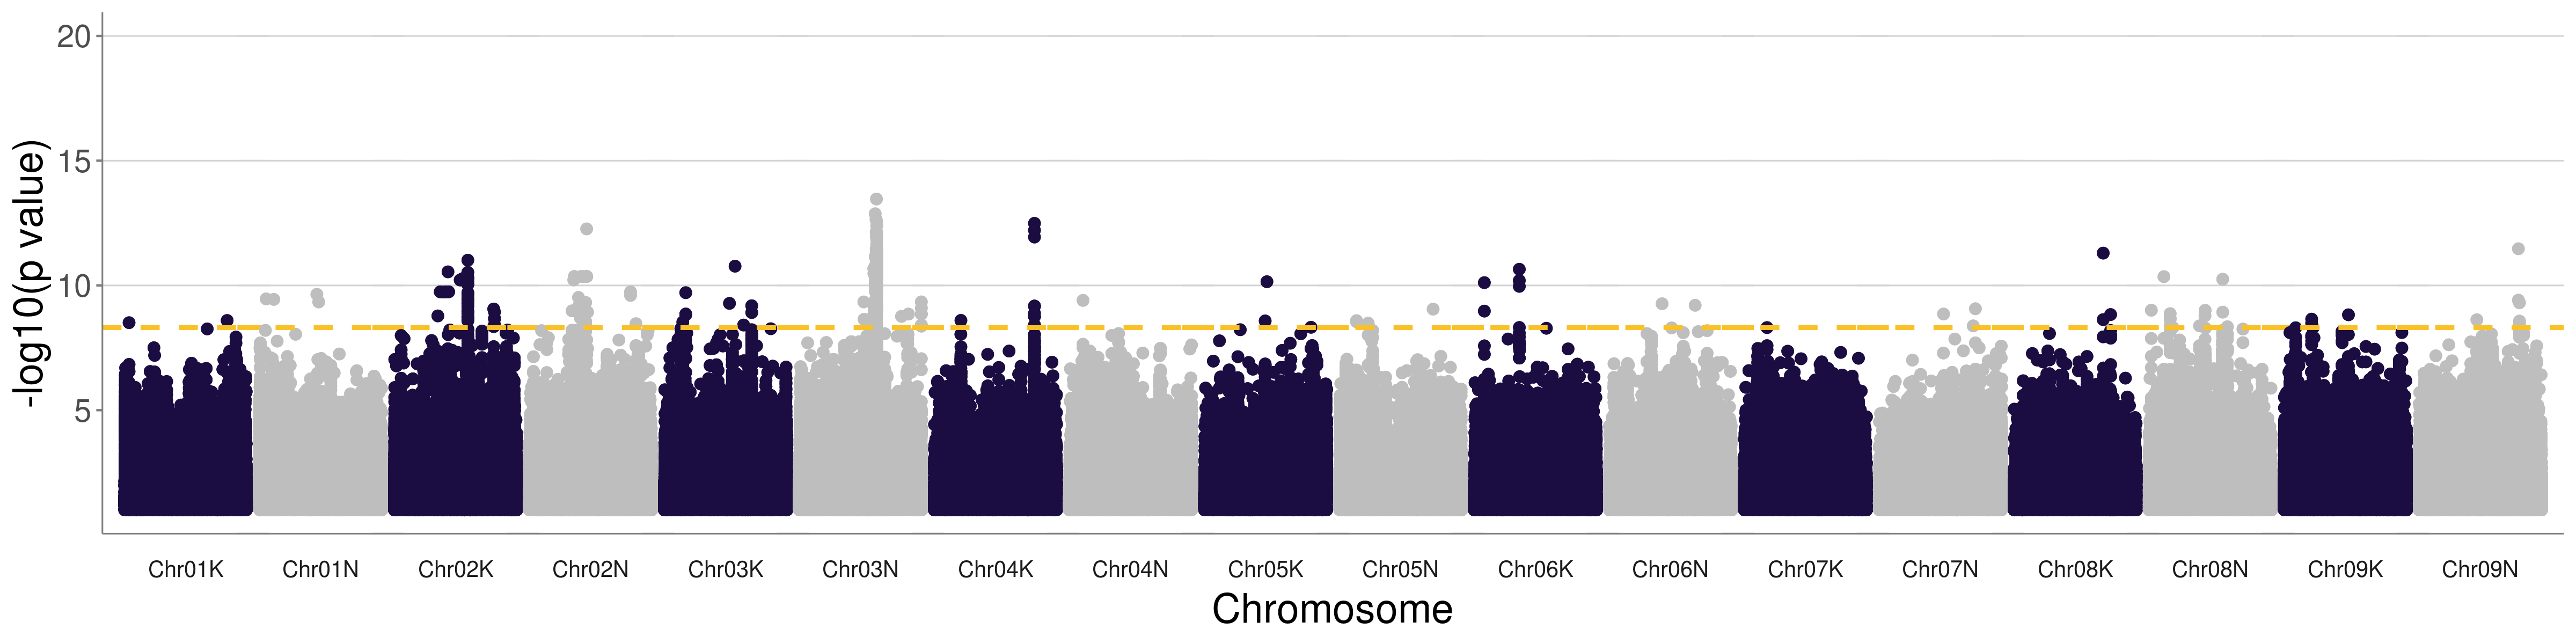 -log10(p value)
20
15
10
5
Chr01K Chr01N Chr02K Chr02N Chr03K Chr03N Chr04K Chr04N Chr05K Chr05N Chr06K Chr06N Chr07K Chr07N Chr08K Chr08N Chr09K Chr09N
Chromosome